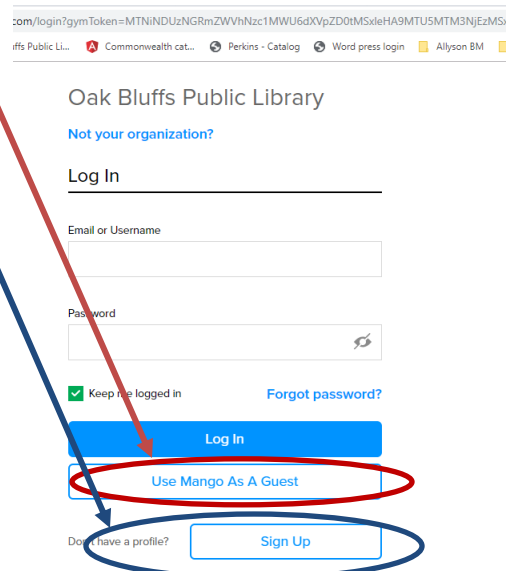 com/login?gymToken=MTNiNDUzNGRmZWVhNzc1MWU6dXVpZD0tMSxleHA9MTU5MTM3NjEzMSx
ffs Public Li... Commonwealth cat... Perkins - Catalog Word press login Allyson BM
Oak Bluffs Public Library
Not your organization?
Log In
Email or Username
Password
Keep me logged in Forgot password?
Log In
Use Mango As A Guest
Don't have a profile? Sign Up